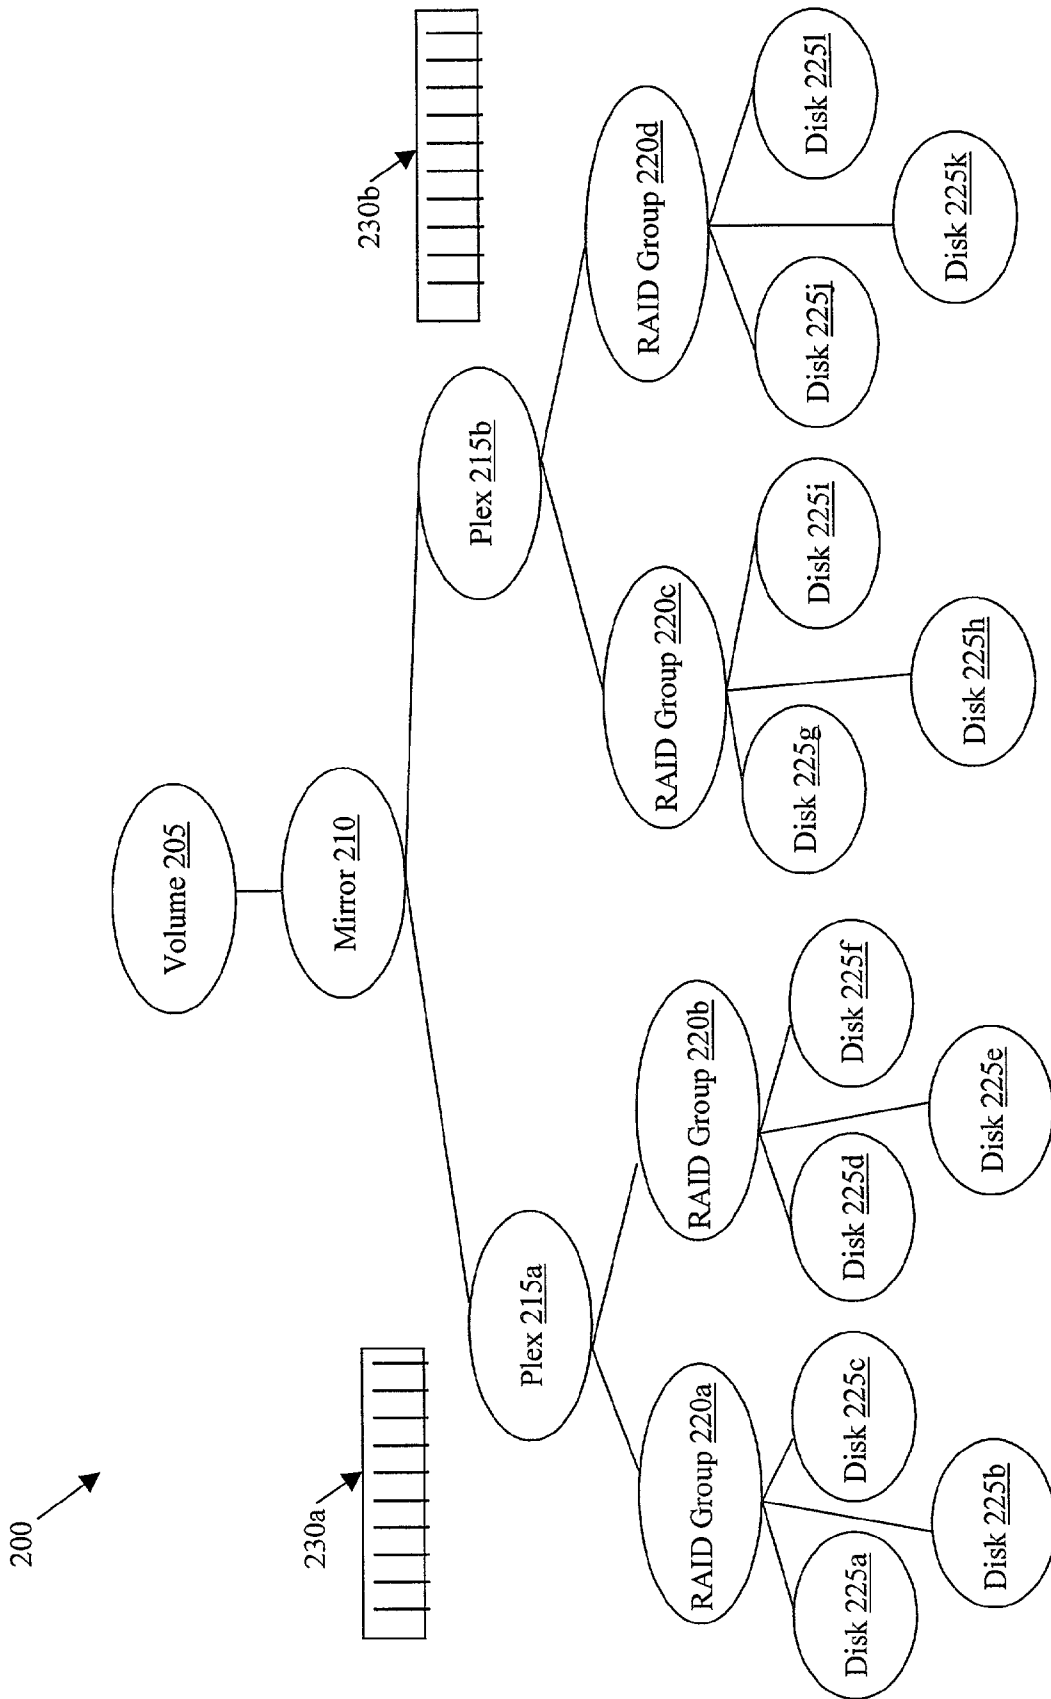 200
Volume 205
Mirror 210
230a
230b
Plex 215a
Plex 215b
RAID Group 220a
RAID Group 220b
RAID Group 220c
RAID Group 220d
Disk 225a
Disk 225b
Disk 225c
Disk 225d
Disk 225e
Disk 225f
Disk 225g
Disk 225h
Disk 225i
Disk 225j
Disk 225k
Disk 225l